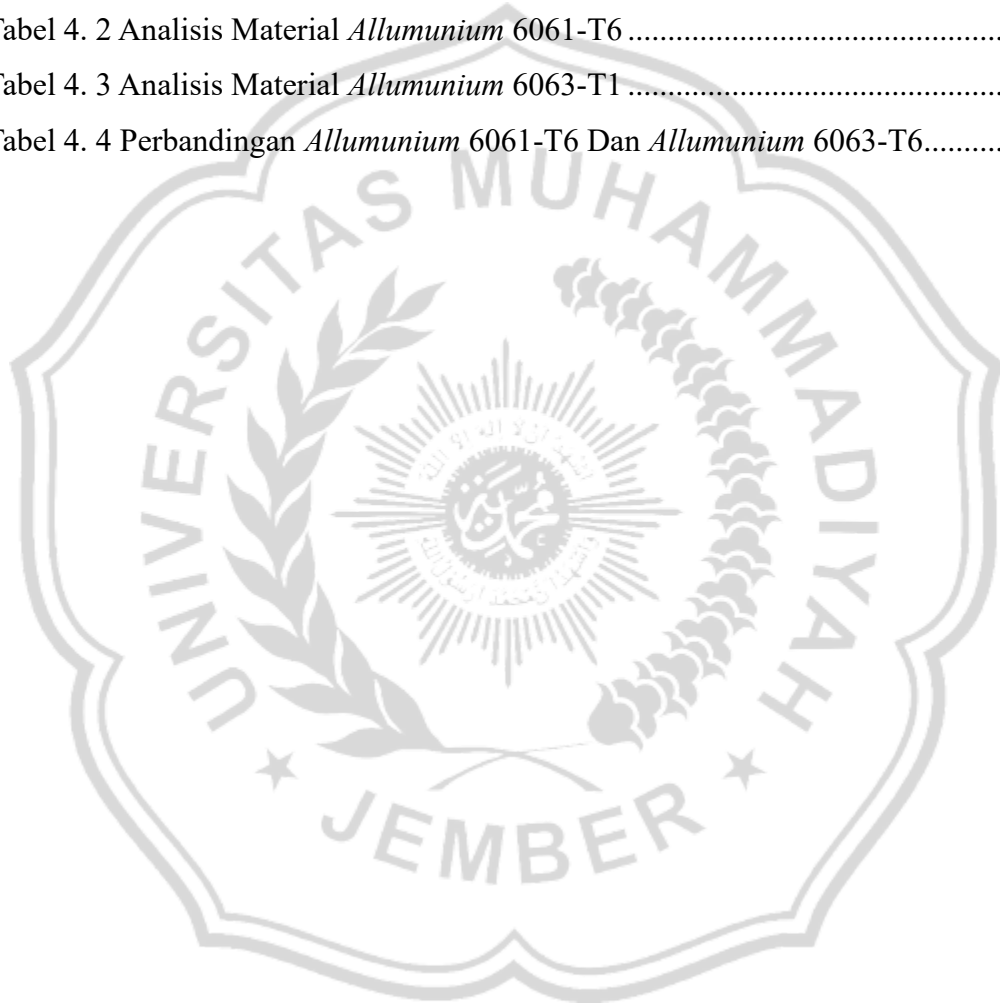 Tabel 4. 2 Analisis Material Allumunium 6061-T6
Tabel 4. 3 Analisis Material Allumunium 6063-T1
Tabel 4. 4 Perbandingan Allumunium 6061-T6 Dan Allumunium 6063-T6
UNIVERSITAS MUHAMMADIYAH
JEMBER